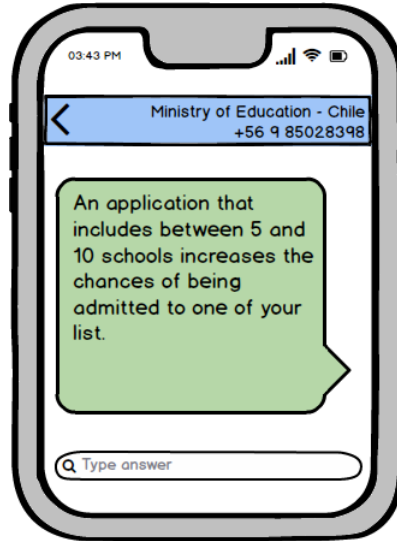 03:43 PM
Ministry of Education - Chile
+56 9 85028398
An application that
includes between 5 and
10 schools increases the
chances of being
admitted to one of your
list.
Type answer